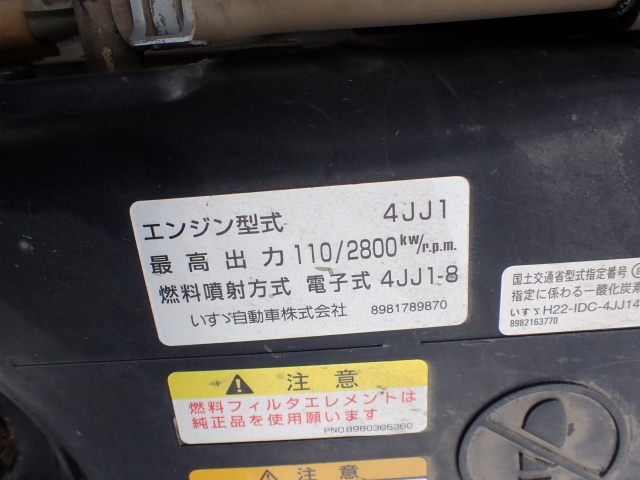 エンジン型式 4JJ1
最高出力 110/2800kw/r.p.m.
燃料噴射方式 電子式 4JJ1-8
いすゞ自動車株式会社 8981789870
国土交通省型式指定番号
指定に係わる一酸化炭素
いすゞH22-IDC-4JJ14
8982163770
注意
燃料フィルタエレメントは
純正品を使用願います
PNO8980365360
注意